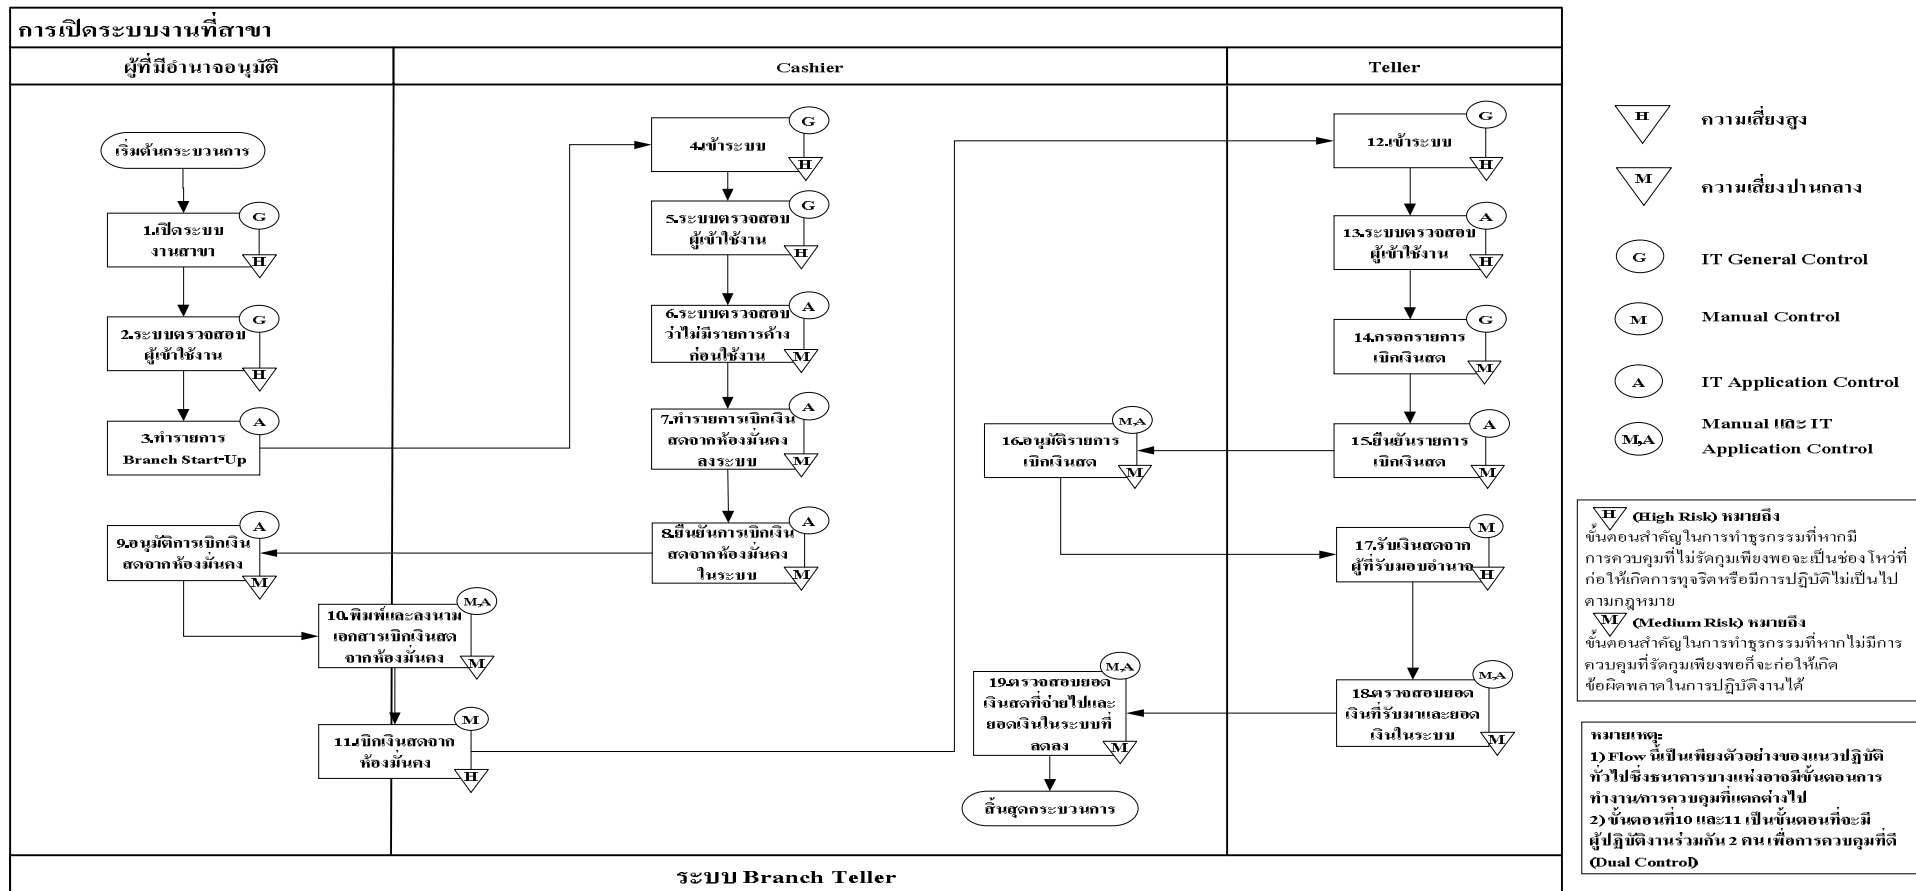 การเปิดระบบงานที่สาขา
ผู้ที่มีอำนาจอนุมัติ
Cashier
Teller
เริ่มต้นกระบวนการ
G
1.เปิดระบบ
งานสาขา
H
G
2.ระบบตรวจสอบ
ผู้เข้าใช้งาน
H
A
3.ทำรายการ
Branch Start-Up
G
4.เข้าระบบ
H
G
5.ระบบตรวจสอบ
ผู้เข้าใช้งาน
H
A
6.ระบบตรวจสอบ
ว่าไม่มีรายการค้าง
ก่อนใช้งาน
M
A
7.ทำรายการเบิกเงิน
สดจากห้องมั่นคง
ลงระบบ
M
A
8.ยืนยันการเบิกเงิน
สดจากห้องมั่นคง
ในระบบ
M
A
9.อนุมัติการเบิกเงิน
สดจากห้องมั่นคง
M
M,A
10.พิมพ์และลงนาม
เอกสารเบิกเงินสด
จากห้องมั่นคง
M
M
11.เบิกเงินสดจาก
ห้องมั่นคง
H
G
12.เข้าระบบ
H
A
13.ระบบตรวจสอบ
ผู้เข้าใช้งาน
H
G
14.กรอกรายการ
เบิกเงินสด
M
A
15.ยืนยันรายการ
เบิกเงินสด
M
M,A
16.อนุมัติรายการ
เบิกเงินสด
M
M
17.รับเงินสดจาก
ผู้ที่รับมอบอำนาจ
H
M,A
18.ตรวจสอบยอด
เงินที่รับมาและยอด
เงินในระบบ
M
M,A
19.ตรวจสอบยอด
เงินสดที่จ่ายไปและ
ยอดเงินในระบบที่
ลดลง
M
สิ้นสุดกระบวนการ
ระบบ Branch Teller
H ความเสี่ยงสูง
M ความเสี่ยงปานกลาง
G IT General Control
M Manual Control
A IT Application Control
M,A Manual และ IT
Application Control
H (High Risk) หมายถึง
ขั้นตอนสำคัญในการทำธุรกรรมที่หากมี
การควบคุมที่ไม่รัดกุมเพียงพอจะเป็นช่องโหว่ที่
ก่อให้เกิดการทุจริตหรือมีการปฏิบัติไม่เป็นไป
ตามกฎหมาย
M (Medium Risk) หมายถึง
ขั้นตอนสำคัญในการทำธุรกรรมที่หากไม่มีการ
ควบคุมที่รัดกุมเพียงพอก็จะก่อให้เกิด
ข้อผิดพลาดในการปฏิบัติงานได้
หมายเหตุ:
1) Flow นี้เป็นเพียงตัวอย่างของแนวปฏิบัติ
ทั่วไปซึ่งธนาคารบางแห่งอาจมีขั้นตอนการ
ทำงาน/การควบคุมที่แตกต่างไป
2) ขั้นตอนที่10 และ11 เป็นขั้นตอนที่จะมี
ผู้ปฏิบัติงานร่วมกัน 2 คน เพื่อการควบคุมที่ดี
(Dual Control)